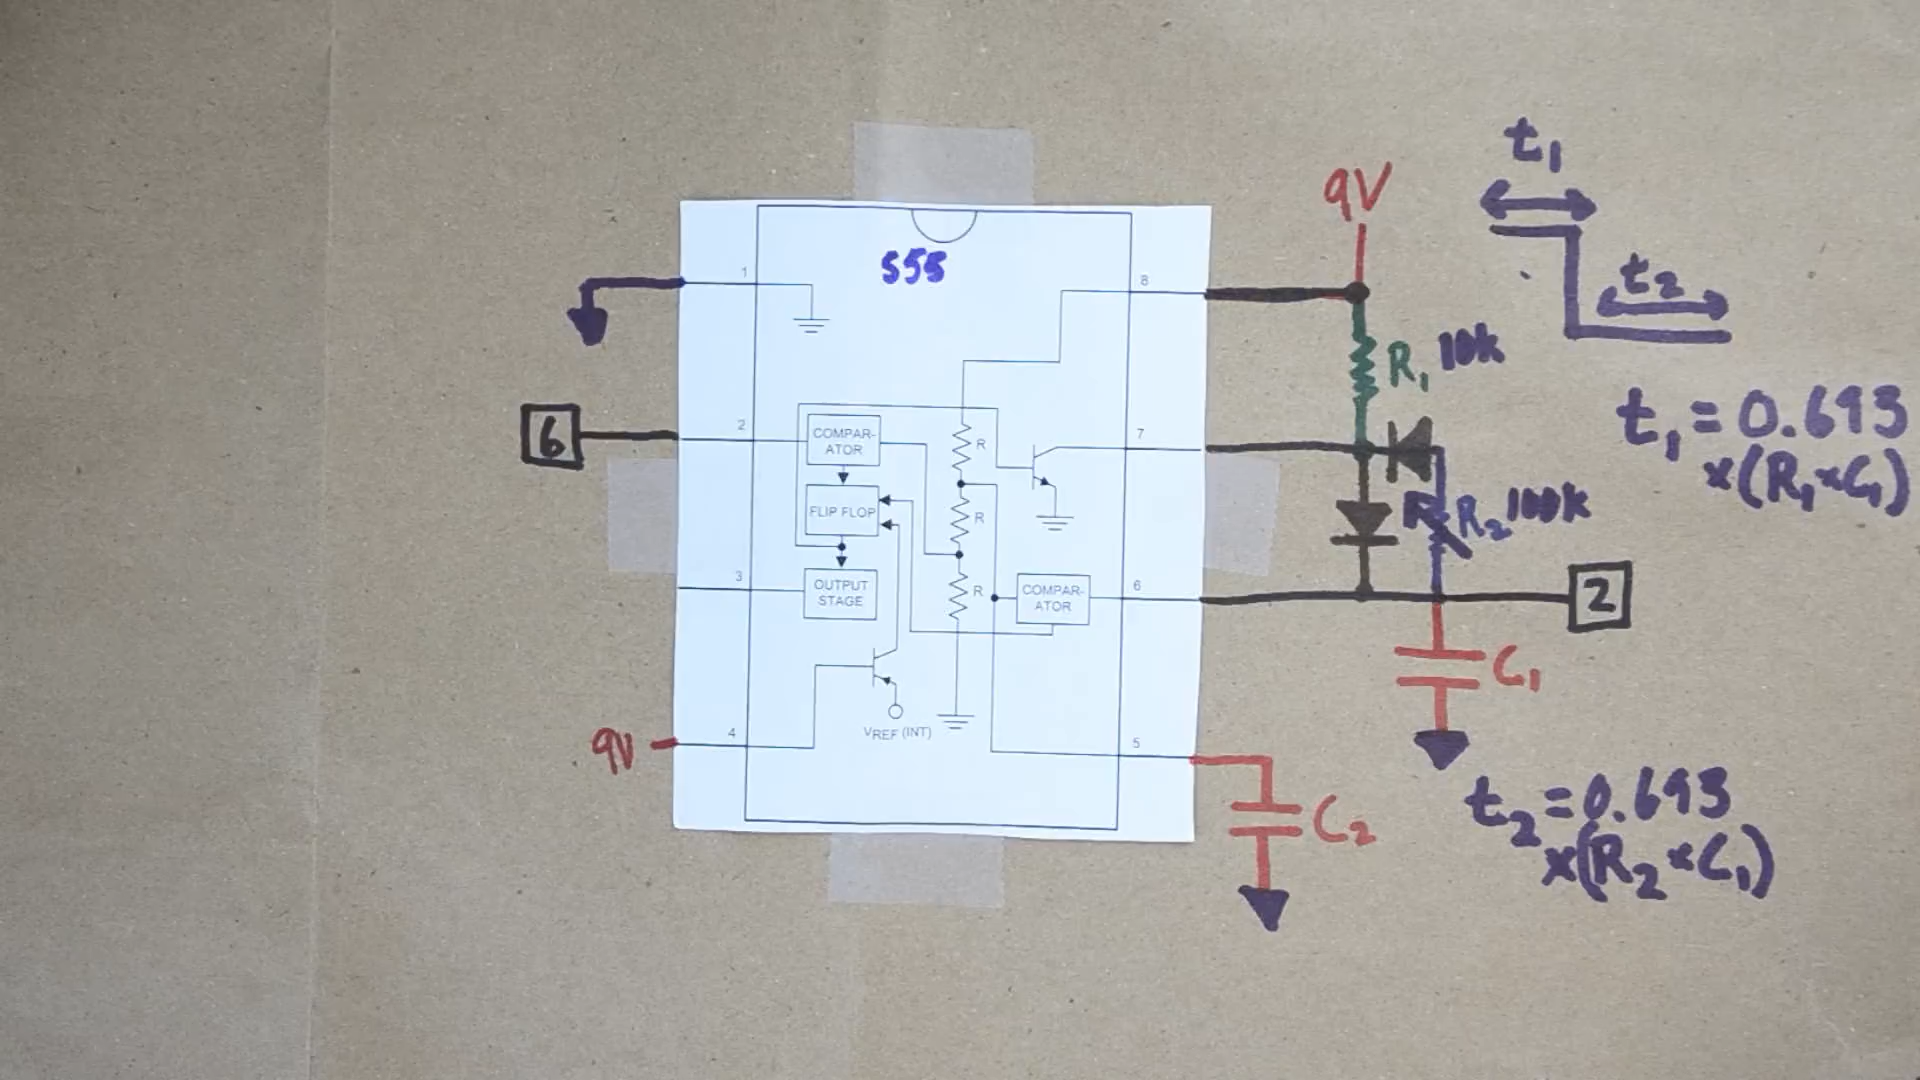 555
1
8
6
2
7
COMPAR-
ATOR
R
FLIP FLOP
R
3
OUTPUT
STAGE
R
COMPAR-
ATOR
6
VREF (INT)
9V
4
5
9V
R1 10k
R2 100k
2
C1
C2
t1
t2
t1 = 0.693
x(R1 x C1)
t2 = 0.693
x(R2 x C1)